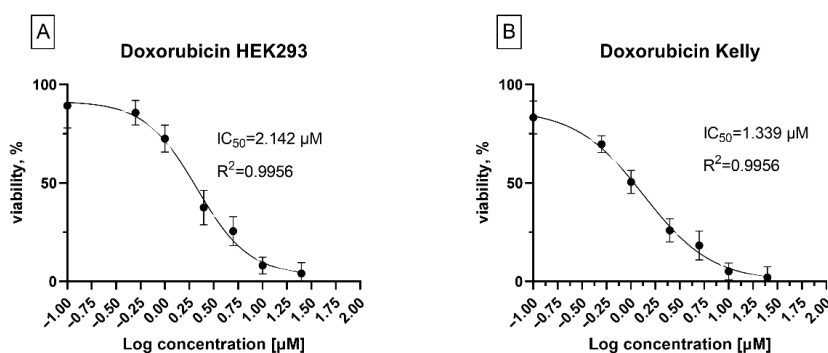 A
Doxorubicin HEK293
viability, %
100
50
0
IC50=2.142 µM
R2=0.9956
−1.00 −0.75 −0.50 −0.25 0.00 0.25 0.50 0.75 1.00 1.25 1.50 1.75 2.00
Log concentration [µM]
B
Doxorubicin Kelly
viability, %
100
50
0
IC50=1.339 µM
R2=0.9956
−1.00 −0.75 −0.50 −0.25 0.00 0.25 0.50 0.75 1.00 1.25 1.50 1.75 2.00
Log concentration [µM]